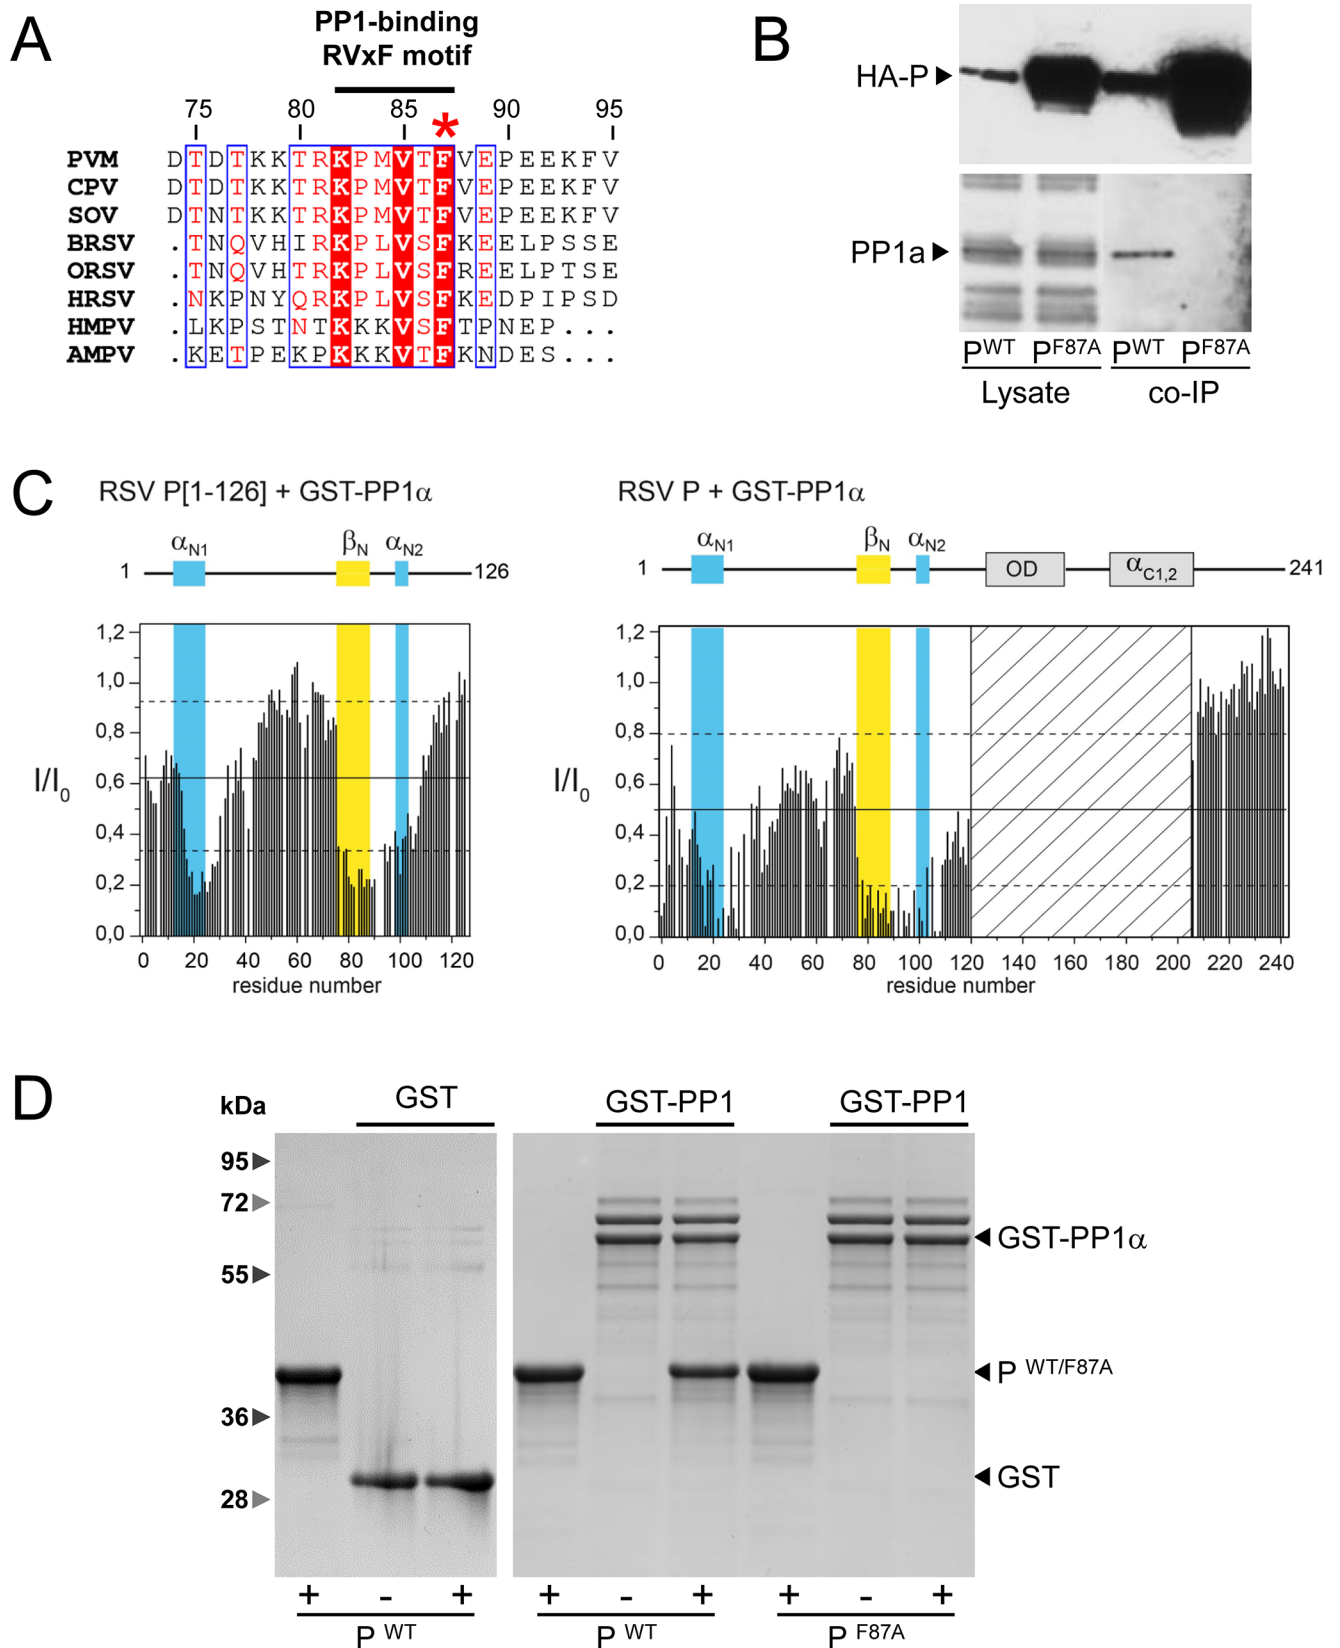 A
PP1-binding
RVxF motif
75 80 85 90 95
*
PVM DTDTKKTRKPMVTFVEPEEKFV
CPV DTDTKKTRKPMVTFVEPEEKFV
SOV DTNTKKTRKPMVTFVEPEEKFV
BRSV .TNQVHIRKPLVSFKEELPSSE
ORSV .TNQVHTRKPLVSFREELPTSE
HRSV .NKPNYQRKPLVSFKEDPIPSD
HMPV .LKPSTNTKKKVSFTPNEP...
AMPV .KETPEKPKKKVTFKNDES...
B
HA-P
PP1a
P WT P F87A P WT P F87A
Lysate co-IP
C
RSV P[1-126] + GST-PP1α
αN1 βN αN2
1 126
1,2
1,0
0,8
0,6
0,4
0,2
0,0
I/I0
0 20 40 60 80 100 120
residue number
RSV P + GST-PP1α
αN1 βN αN2
1 OD αC1,2 241
1,2
1,0
0,8
0,6
0,4
0,2
0,0
I/I0
0 20 40 60 80 100 120 140 160 180 200 220 240
residue number
D
kDa GST GST-PP1 GST-PP1
95
72
55
36
28
GST-PP1α
P WT/F87A
GST
+ - + + - + + - +
P WT P WT P F87A